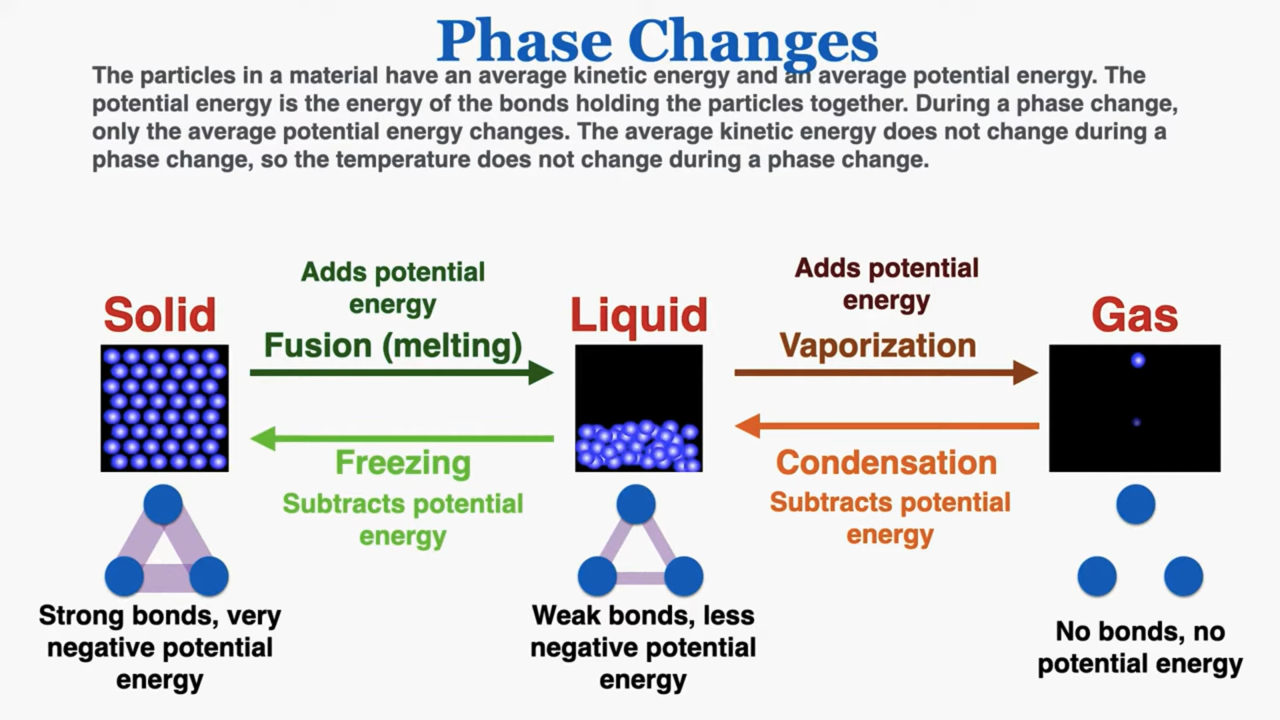 Phase Changes
The particles in a material have an average kinetic energy and an average potential energy. The
potential energy is the energy of the bonds holding the particles together. During a phase change,
only the average potential energy changes. The average kinetic energy does not change during a
phase change, so the temperature does not change during a phase change.
Solid
Adds potential
energy
Fusion (melting)
Freezing
Subtracts potential
energy
Liquid
Adds potential
energy
Vaporization
Condensation
Subtracts potential
energy
Gas
Strong bonds, very
negative potential
energy
Weak bonds, less
negative potential
energy
No bonds, no
potential energy